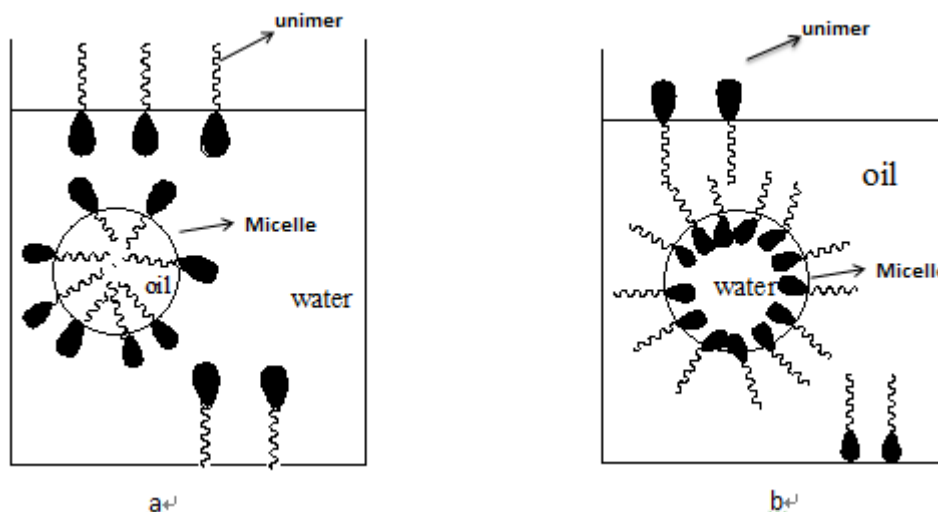 unimer
Micelle
oil
water
a↵
unimer
oil
Micelle
water
b↵